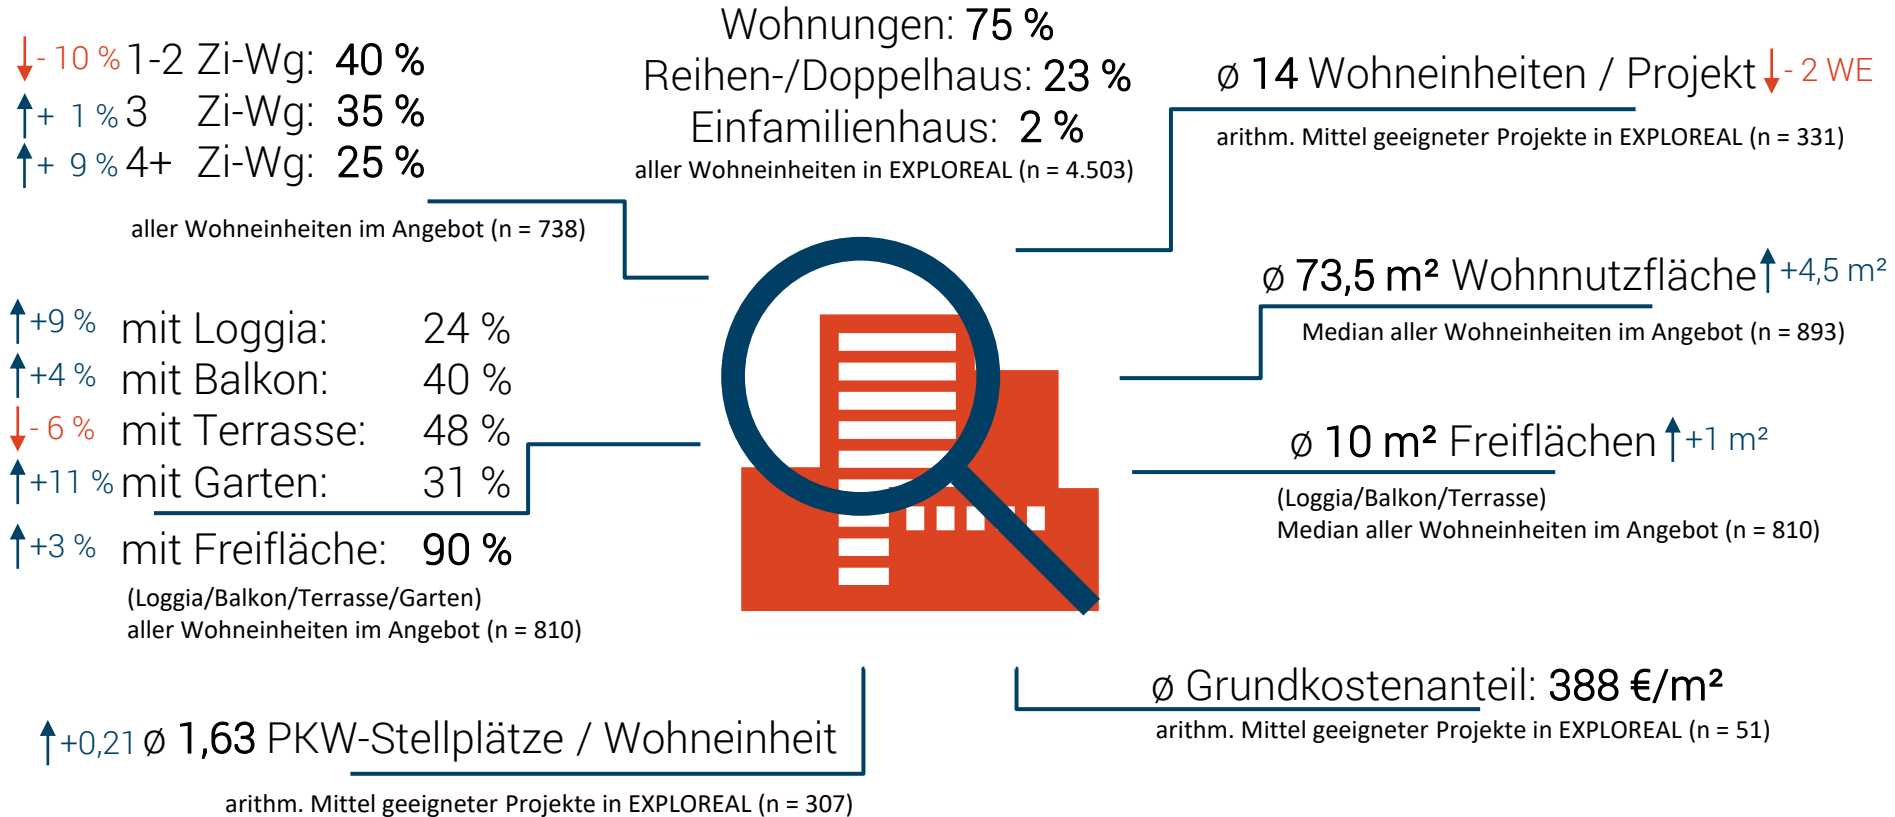 ↓- 10 % 1-2 Zi-Wg: 40 %
↑+ 1 % 3 Zi-Wg: 35 %
↑+ 9 % 4+ Zi-Wg: 25 %
aller Wohneinheiten im Angebot (n = 738)
Wohnungen: 75 %
Reihen-/Doppelhaus: 23 %
Einfamilienhaus: 2 %
aller Wohneinheiten in EXPLOREAL (n = 4.503)
ø 14 Wohneinheiten / Projekt ↓- 2 WE
arithm. Mittel geeigneter Projekte in EXPLOREAL (n = 331)
ø 73,5 m² Wohnnutzfläche ↑+4,5 m²
Median aller Wohneinheiten im Angebot (n = 893)
↑+9 % mit Loggia: 24 %
↑+4 % mit Balkon: 40 %
↓- 6 % mit Terrasse: 48 %
↑+11 % mit Garten: 31 %
↑+3 % mit Freifläche: 90 %
(Loggia/Balkon/Terrasse/Garten)
aller Wohneinheiten im Angebot (n = 810)
ø 10 m² Freiflächen ↑+1 m²
(Loggia/Balkon/Terrasse)
Median aller Wohneinheiten im Angebot (n = 810)
ø Grundkostenanteil: 388 €/m²
arithm. Mittel geeigneter Projekte in EXPLOREAL (n = 51)
↑+0,21 ø 1,63 PKW-Stellplätze / Wohneinheit
arithm. Mittel geeigneter Projekte in EXPLOREAL (n = 307)